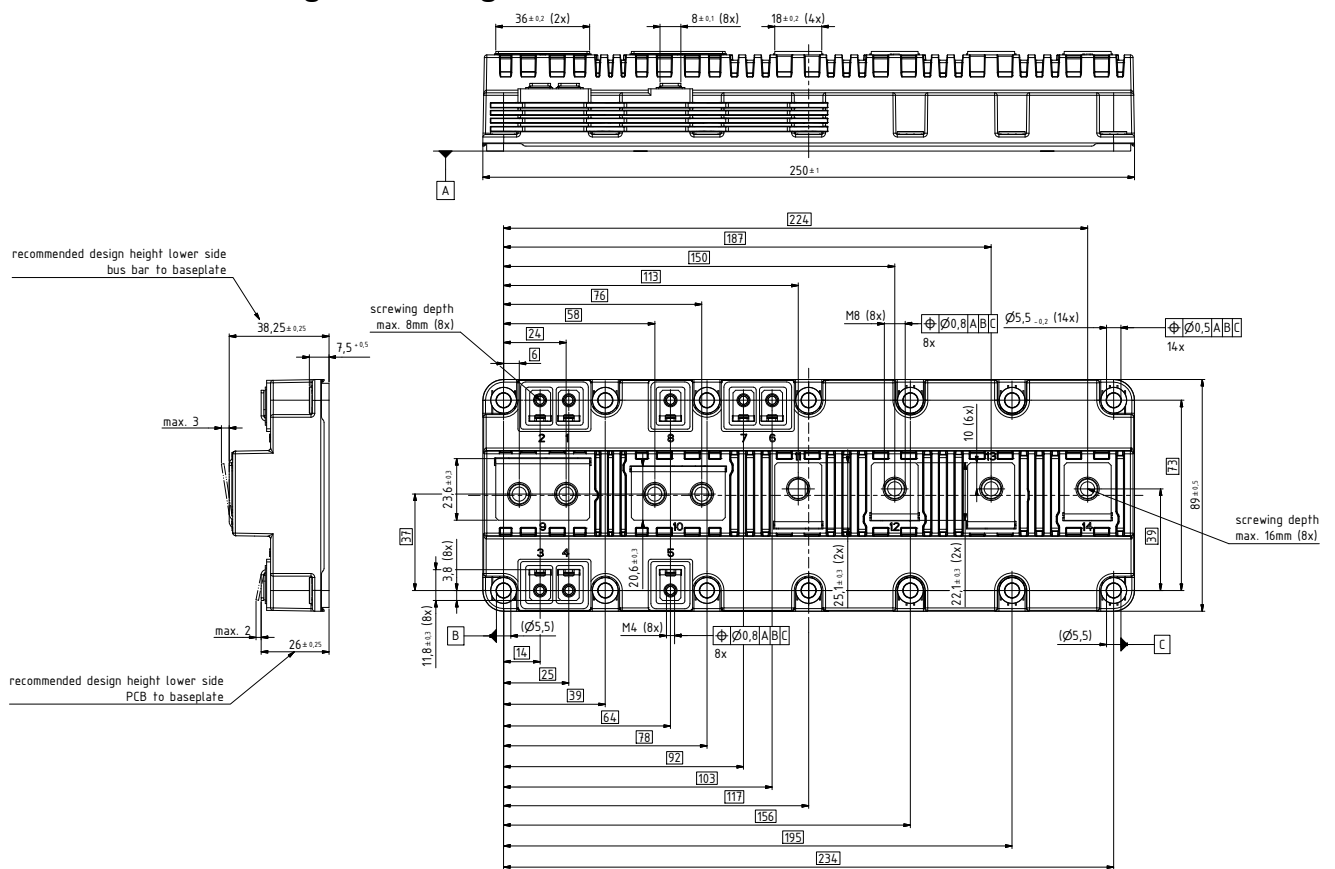 36±0,2 (2x)
8±0,1 (8x)
18±0,2 (4x)
A
250±1
224
187
150
113
76
58
24
6
recommended design height lower side
bus bar to baseplate
38,25±0,25
7,5 +0,5
max. 3
screwing depth
max. 8mm (8x)
M8 (8x)
Ø0,8 A B C
8x
Ø5,5 -0,2 (14x)
Ø0,5 A B C
14x
2 1 8 7 6
10 (6x)
13
23,6±0,3
9 10 12 14
37
73
89±0,5
39
screwing depth
max. 16mm (8x)
3 4 5
3,8 (8x)
11,8±0,3 (8x)
20,6±0,3
25,1±0,3 (2x)
22,1±0,3 (2x)
max. 2
26±0,25
recommended design height lower side
PCB to baseplate
B
(Ø5,5)
M4 (8x)
Ø0,8 A B C
8x
(Ø5,5)
C
14
25
39
64
78
92
103
117
156
195
234